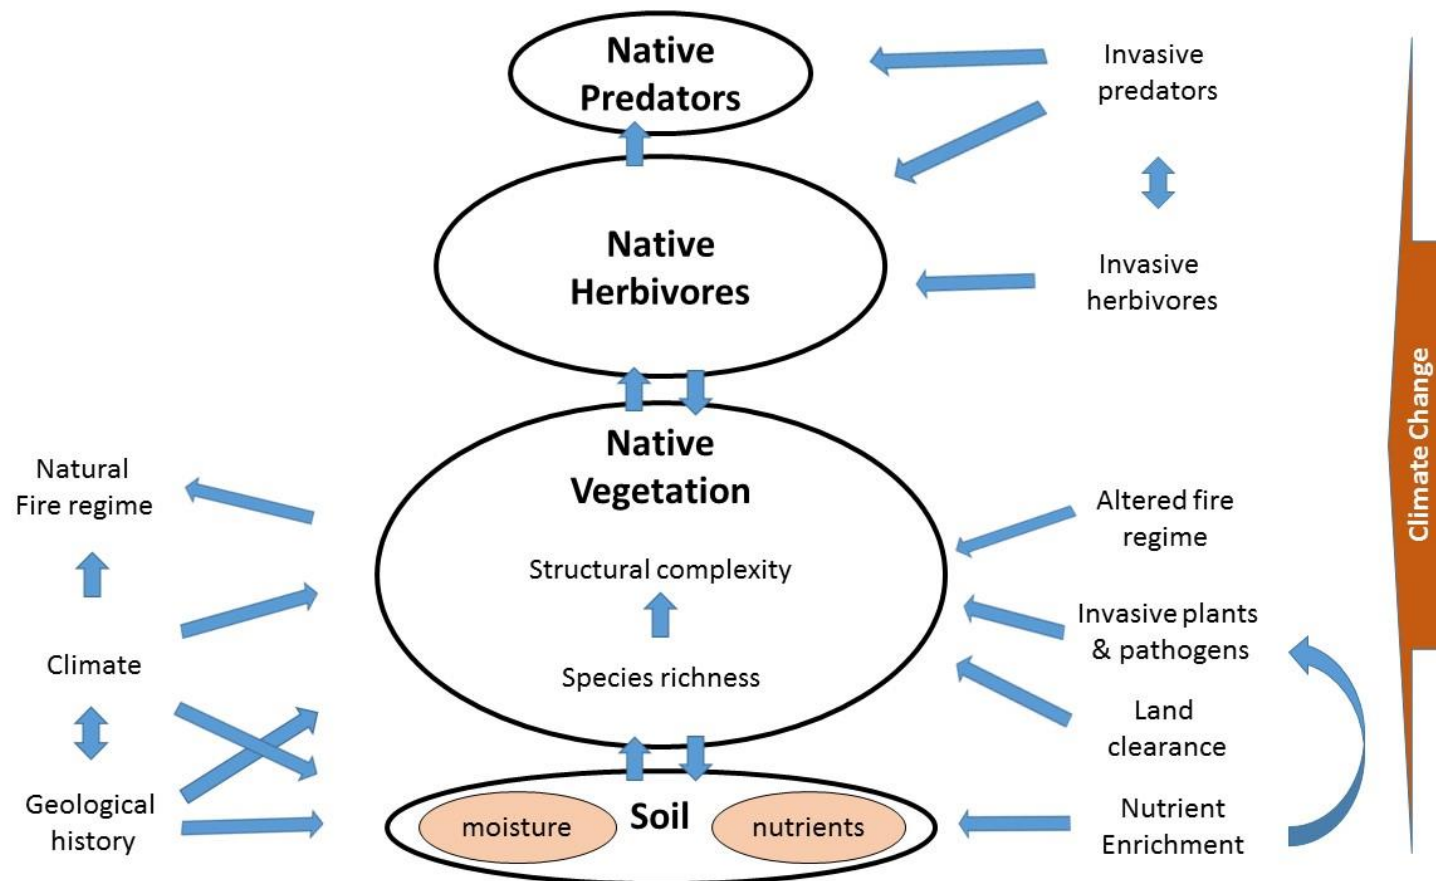 Native
Predators
Invasive
predators
Native
Herbivores
Invasive
herbivores
Native
Vegetation
Structural complexity
Species richness
Natural
Fire regime
Climate
Geological
history
Altered fire
regime
Invasive plants
& pathogens
Land
clearance
Nutrient
Enrichment
Soil
moisture
nutrients
Climate Change